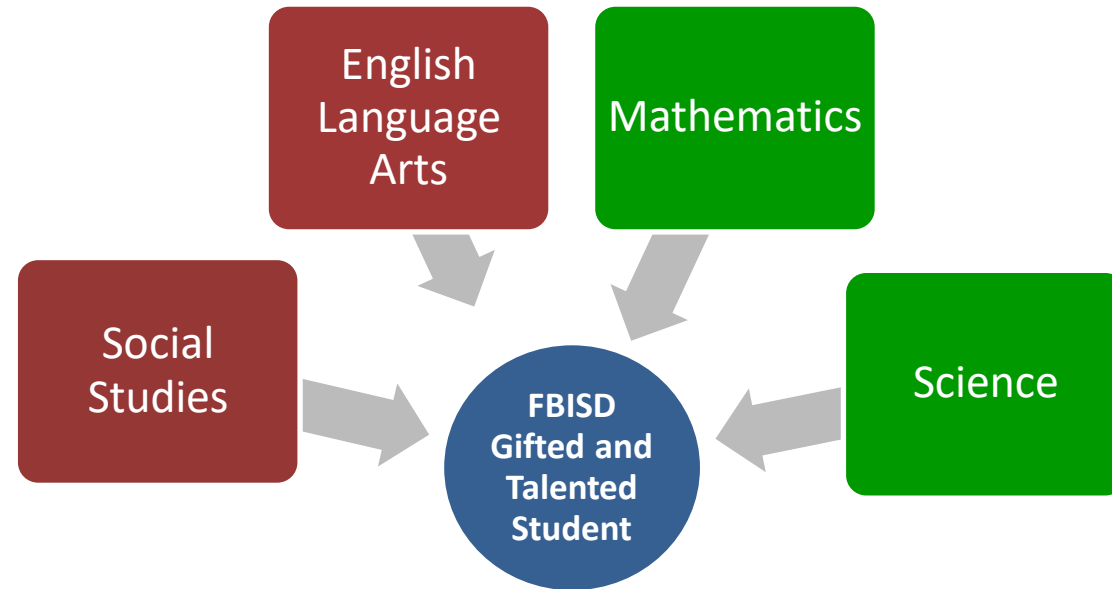 English
Language
Arts
Mathematics
Social
Studies
Science
FBISD
Gifted and
Talented
Student